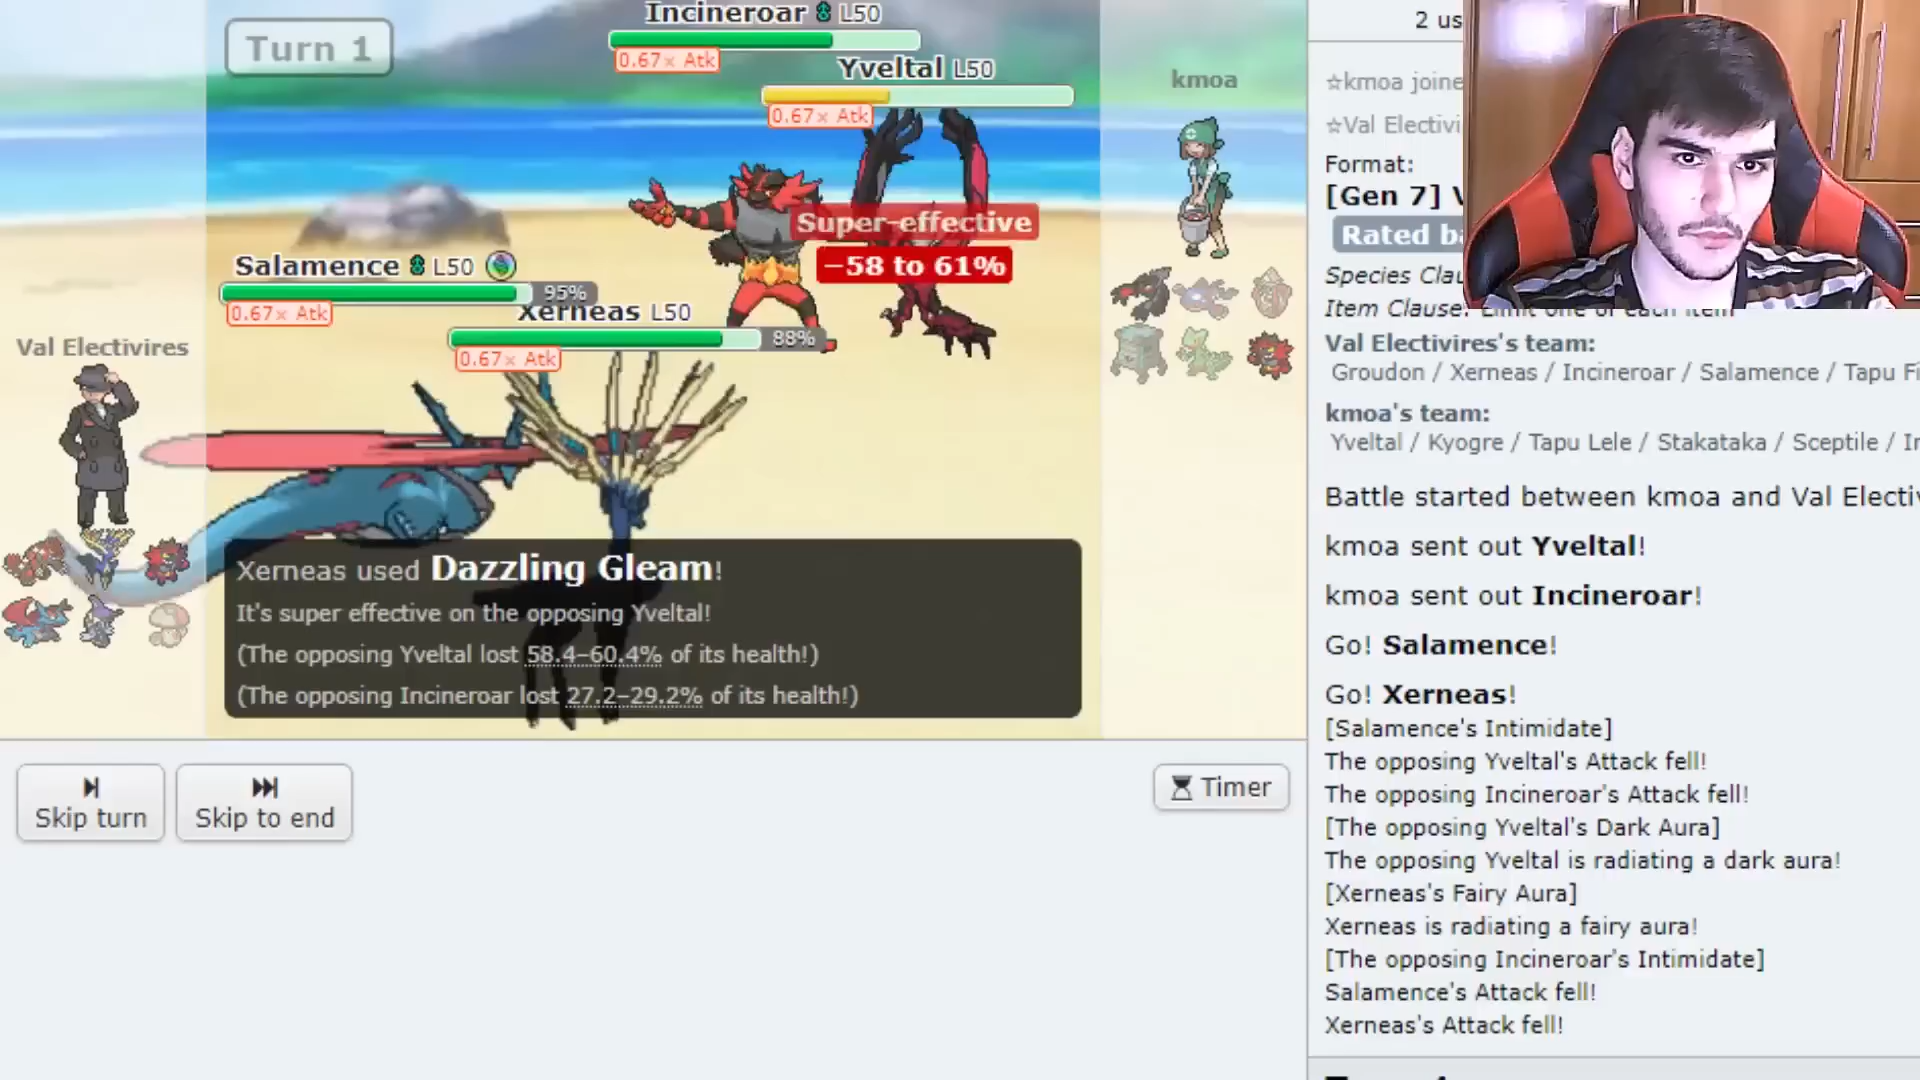 Turn 1
Incineroar L50
0.67× Atk
Yveltal L50
0.67× Atk
kmoa
Super-effective
−58 to 61%
Salamence L50
95%
0.67× Atk
Xerneas L50
88%
0.67× Atk
Val Electivires
Xerneas used Dazzling Gleam!
It's super effective on the opposing Yveltal!
(The opposing Yveltal lost 58.4–60.4% of its health!)
(The opposing Incineroar lost 27.2–29.2% of its health!)
Skip turn
Skip to end
Timer
2 us
☆kmoa joine
☆Val Electivi
Format:
[Gen 7] V
Rated ba
Species Clau
Item Clause: Limit one of each item
Val Electivires's team:
Groudon / Xerneas / Incineroar / Salamence / Tapu Fi
kmoa's team:
Yveltal / Kyogre / Tapu Lele / Stakataka / Sceptile / In
Battle started between kmoa and Val Electiv
kmoa sent out Yveltal!
kmoa sent out Incineroar!
Go! Salamence!
Go! Xerneas!
[Salamence's Intimidate]
The opposing Yveltal's Attack fell!
The opposing Incineroar's Attack fell!
[The opposing Yveltal's Dark Aura]
The opposing Yveltal is radiating a dark aura!
[Xerneas's Fairy Aura]
Xerneas is radiating a fairy aura!
[The opposing Incineroar's Intimidate]
Salamence's Attack fell!
Xerneas's Attack fell!